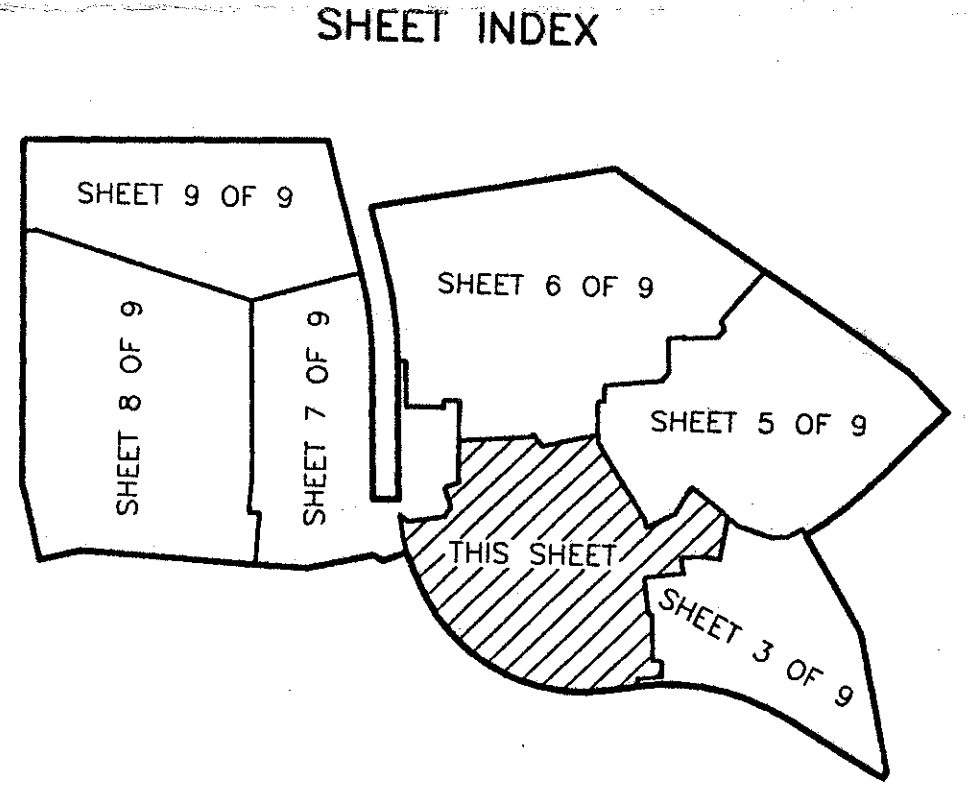 SHEET INDEX
SHEET 9 OF 9
SHEET 6 OF 9
SHEET 8 OF 9
SHEET 7 OF 9
SHEET 5 OF 9
THIS SHEET
SHEET 3 OF 9